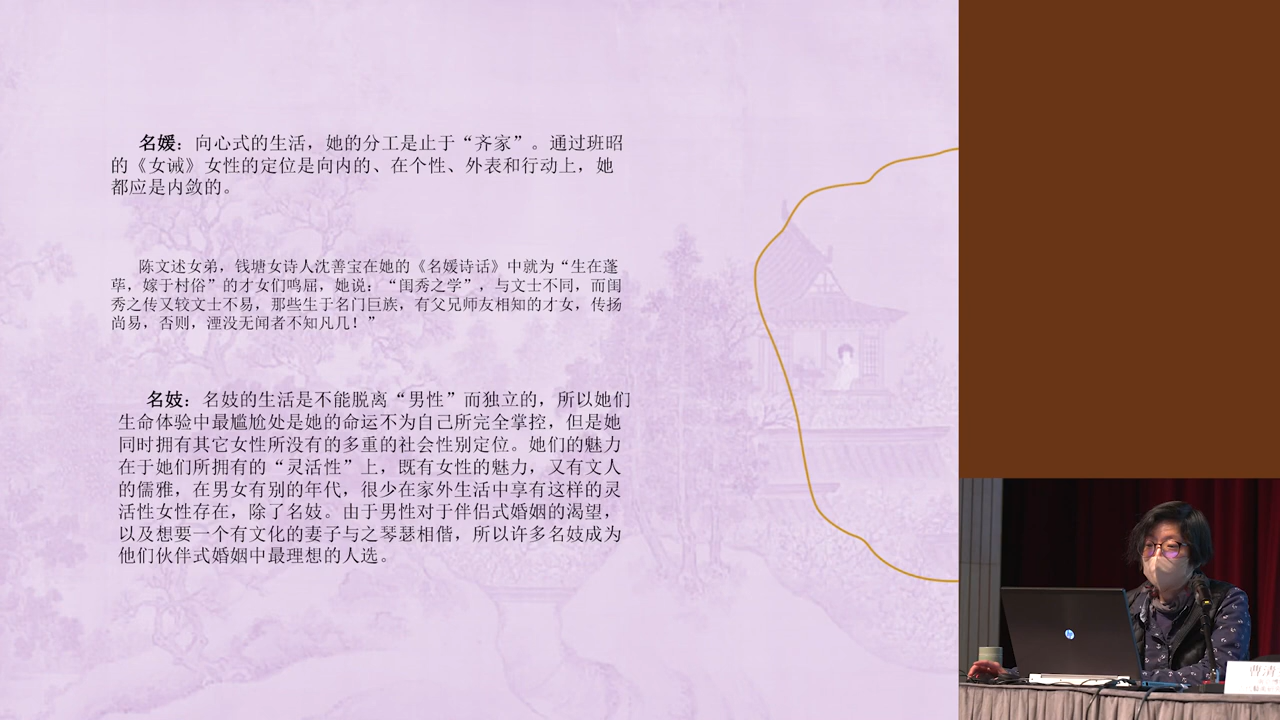 名媛：向心式的生活，她的分工是止于“齐家”。通过班昭
的《女诫》女性的定位是向内的、在个性、外表和行动上，她
都应是内敛的。
陈文述女弟，钱塘女诗人沈善宝在她的《名媛诗话》中就为“生在蓬
荜，嫁于村俗”的才女们鸣屈，她说：“闺秀之学”，与文士不同，而闺
秀之传又较文士不易，那些生于名门巨族，有父兄师友相知的才女，传扬
尚易，否则，湮没无闻者不知凡几！”
名妓：名妓的生活是不能脱离“男性”而独立的，所以她们
生命体验中最尴尬处是她的命运不为自己所完全掌控，但是她
同时拥有其它女性所没有的多重的社会性别定位。她们的魅力
在于她们所拥有的“灵活性”上，既有女性的魅力，又有文人
的儒雅，在男女有别的年代，很少在家外生活中享有这样的灵
活性女性存在，除了名妓。由于男性对于伴侣式婚姻的渴望，
以及想要一个有文化的妻子与之琴瑟相偕，所以许多名妓成为
他们伙伴式婚姻中最理想的人选。
hp